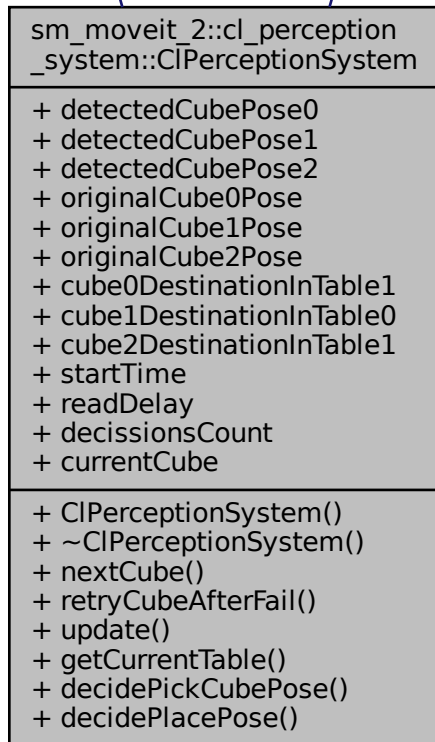 sm_moveit_2::cl_perception
_system::ClPerceptionSystem
+ detectedCubePose0
+ detectedCubePose1
+ detectedCubePose2
+ originalCube0Pose
+ originalCube1Pose
+ originalCube2Pose
+ cube0DestinationInTable1
+ cube1DestinationInTable0
+ cube2DestinationInTable1
+ startTime
+ readDelay
+ decissionsCount
+ currentCube
+ ClPerceptionSystem()
+ ~ClPerceptionSystem()
+ nextCube()
+ retryCubeAfterFail()
+ update()
+ getCurrentTable()
+ decidePickCubePose()
+ decidePlacePose()